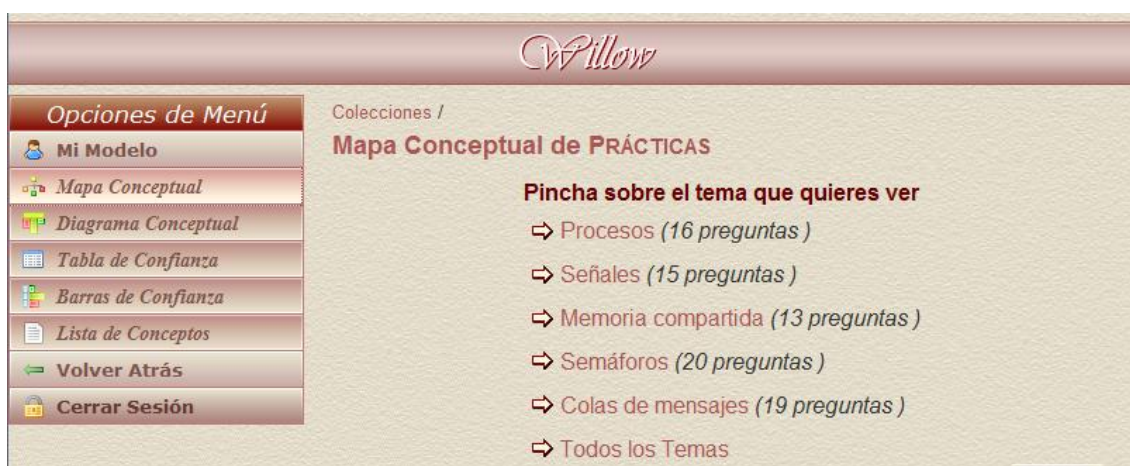 Willow
Opciones de Menú
Mi Modelo
Mapa Conceptual
Diagrama Conceptual
Tabla de Confianza
Barras de Confianza
Lista de Conceptos
Volver Atrás
Cerrar Sesión
Colecciones /
Mapa Conceptual de PRÁCTICAS
Pincha sobre el tema que quieres ver
Procesos (16 preguntas )
Señales (15 preguntas )
Memoria compartida (13 preguntas )
Semáforos (20 preguntas )
Colas de mensajes (19 preguntas )
Todos los Temas